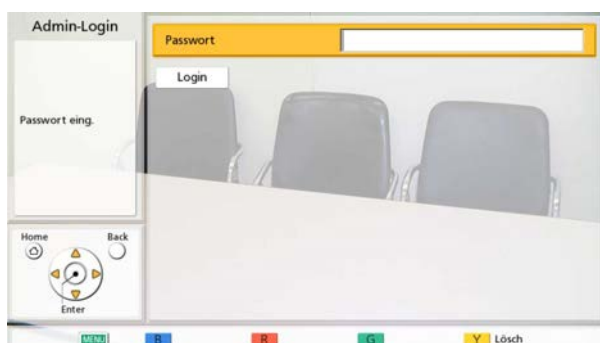 Admin-Login
Passwort
Login
Passwort eing.
Home
Back
Enter
MENU
B
R
G
Y Lösch